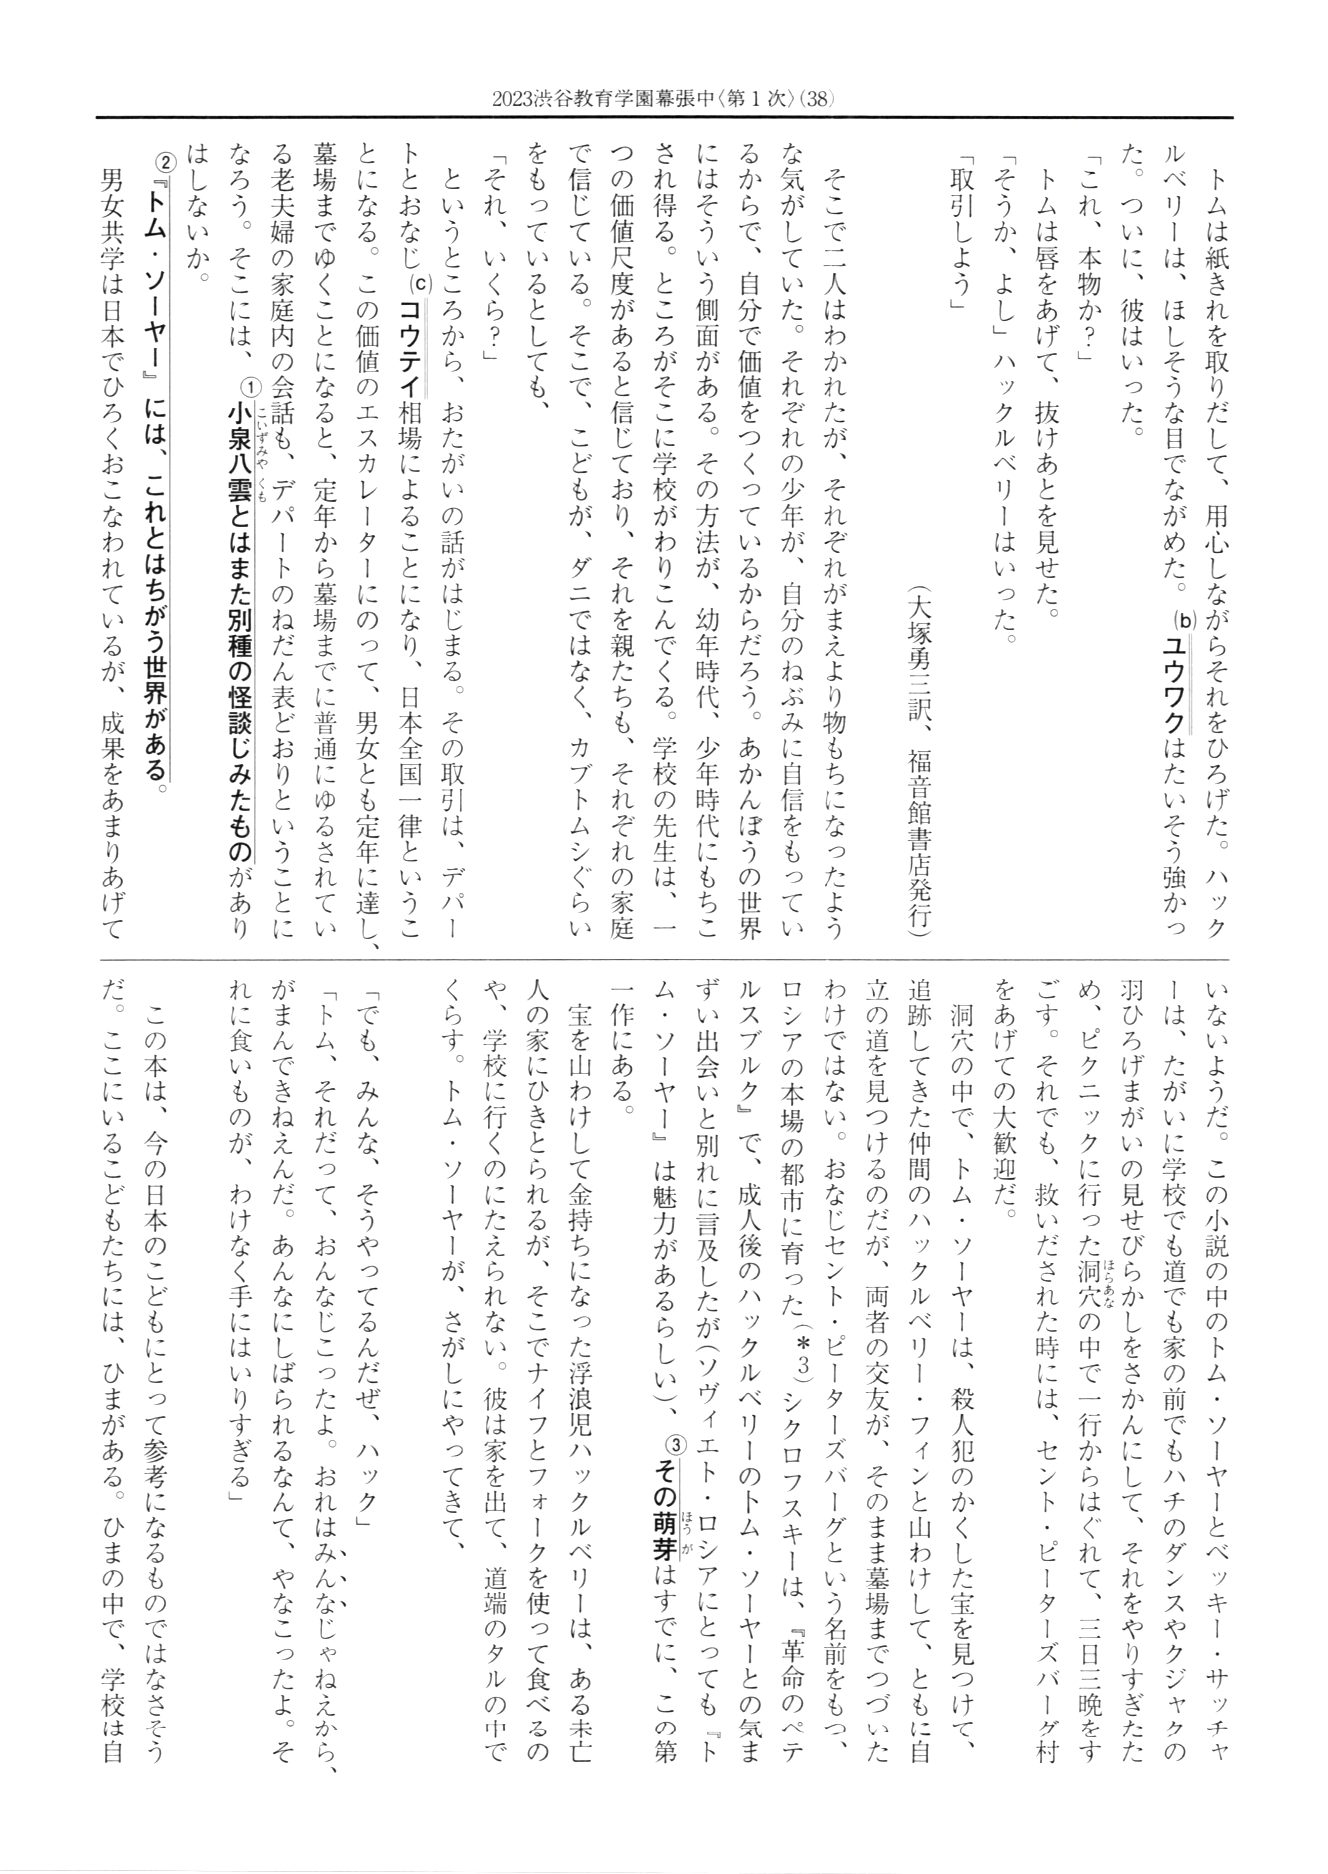 2023渋谷教育学園幕張中〈第1次〉(38)
トムは紙きれを取りだして、用心しながらそれをひろげた。ハック
ルベリーは、ほしそうな目でながめた。(b)ユウワクはたいそう強かっ
た。ついに、彼はいった。
「これ、本物か？」
トムは唇をあげて、抜けあとを見せた。
「そうか、よし」ハックルベリーはいった。
「取引しよう」
（大塚勇三訳、福音館書店発行）
そこで二人はわかれたが、それぞれがまえより物もちになったよう
な気がしていた。それぞれの少年が、自分のねぶみに自信をもってい
るからで、自分で価値をつくっているからだろう。あかんぼうの世界
にはそういう側面がある。その方法が、幼年時代、少年時代にもちこ
され得る。ところがそこに学校がわりこんでくる。学校の先生は、一
つの価値尺度があると信じており、それを親たちも、それぞれの家庭
で信じている。そこで、こどもが、ダニではなく、カブトムシぐらい
をもっているとしても、
「それ、いくら？」
というところから、おたがいの話がはじまる。その取引は、デパー
トとおなじ(c)コウテイ相場によることになり、日本全国一律というこ
とになる。この価値のエスカレーターにのって、男女とも定年に達し、
墓場までゆくことになると、定年から墓場までに普通にゆるされてい
る老夫婦の家庭内の会話も、デパートのねだん表どおりということに
なろう。そこには、①小泉八雲とはまた別種の怪談じみたものがあり
こいずみやくも
はしないか。
②『トム・ソーヤー』には、これとはちがう世界がある。
男女共学は日本でひろくおこなわれているが、成果をあまりあげて
いないようだ。この小説の中のトム・ソーヤーとベッキー・サッチャ
ーは、たがいに学校でも道でも家の前でもハチのダンスやクジャクの
羽ひろげまがいの見せびらかしをさかんにして、それをやりすぎたた
め、ピクニックに行った洞穴の中で一行からはぐれて、三日三晩をす
ほらあな
ごす。それでも、救いだされた時には、セント・ピーターズバーグ村
をあげての大歓迎だ。
洞穴の中で、トム・ソーヤーは、殺人犯のかくした宝を見つけて、
追跡してきた仲間のハックルベリー・フィンと山わけして、ともに自
立の道を見つけるのだが、両者の交友が、そのまま墓場までつづいた
わけではない。おなじセント・ピーターズバーグという名前をもつ、
ロシアの本場の都市に育った（＊3）シクロフスキーは、『革命のペテ
ルスブルク』で、成人後のハックルベリーのトム・ソーヤーとの気ま
ずい出会いと別れに言及したが（ソヴィエト・ロシアにとっても『ト
ム・ソーヤー』は魅力があるらしい）、③その萌芽はすでに、この第
ほうが
一作にある。
宝を山わけして金持ちになった浮浪児ハックルベリーは、ある未亡
人の家にひきとられるが、そこでナイフとフォークを使って食べるの
や、学校に行くのにたえられない。彼は家を出て、道端のタルの中で
くらす。トム・ソーヤーが、さがしにやってきて、
「でも、みんな、そうやってるんだぜ、ハック」
「トム、それだって、おんなじこったよ。おれはみんなじゃねえから、
がまんできねえんだ。あんなにしばられるなんて、やなこったよ。そ
れに食いものが、わけなく手にはいりすぎる」
この本は、今の日本のこどもにとって参考になるものではなさそう
だ。ここにいるこどもたちには、ひまがある。ひまの中で、学校は自